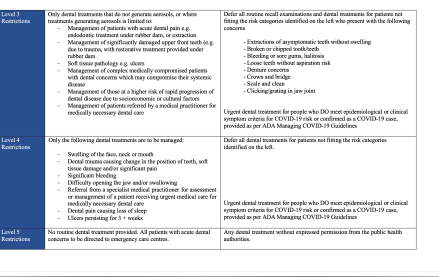 Level 3
Restrictions
Only dental treatments that do not generate aerosols, or where
treatments generating aerosol is limited to:
- Management of patients with acute dental pain e.g.
endodontic treatment under rubber dam, or extraction
- Management of significantly damaged upper front teeth (e.g.
due to trauma, with restorative treatment provided under
rubber dam
- Soft tissue pathology e.g. ulcers
- Management of complex medically compromised patients
with dental concerns which may compromise their systemic
disease
- Management of those at a higher risk of rapid progression of
dental disease due to socioeconomic or cultural factors
- Management of patients referred by a medical practitioner for
medically necessary dental care
Defer all routine recall examinations and dental treatments for patients not
fitting the risk categories identified on the left who present with the following
concerns
- Extractions of asymptomatic teeth without swelling
- Broken or chipped tooth/teeth
- Bleeding or sore gums, halitosis
- Loose teeth without aspiration risk
- Denture concerns
- Crown and bridge
- Scale and clean
- Clicking/grating in jaw joint
Urgent dental treatment for people who DO meet epidemiological or clinical
symptom criteria for COVID-19 risk or confirmed as a COVID-19 case,
provided as per ADA Managing COVID-19 Guidelines
Level 4
Restrictions
Only the following dental treatments are to be managed:
- Swelling of the face, neck or mouth
- Dental trauma causing change in the position of teeth, soft
tissue damage and/or significant pain
- Significant bleeding
- Difficulty opening the jaw and/or swallowing
- Referral from a specialist medical practitioner for assessment
or management of a patient receiving urgent medical care for
medically necessary dental care
- Dental pain causing loss of sleep
- Ulcers persisting for 3 + weeks
Defer all dental treatments for patients not fitting the risk categories
identified on the left.
Urgent dental treatment for people who DO meet epidemiological or clinical
symptom criteria for COVID-19 risk or confirmed as a COVID-19 case,
provided as per ADA Managing COVID-19 Guidelines
Level 5
Restrictions
No routine dental treatment provided. All patients with acute dental
concerns to be directed to emergency care centres.
Any dental treatment without expressed permission from the public health
authorities.